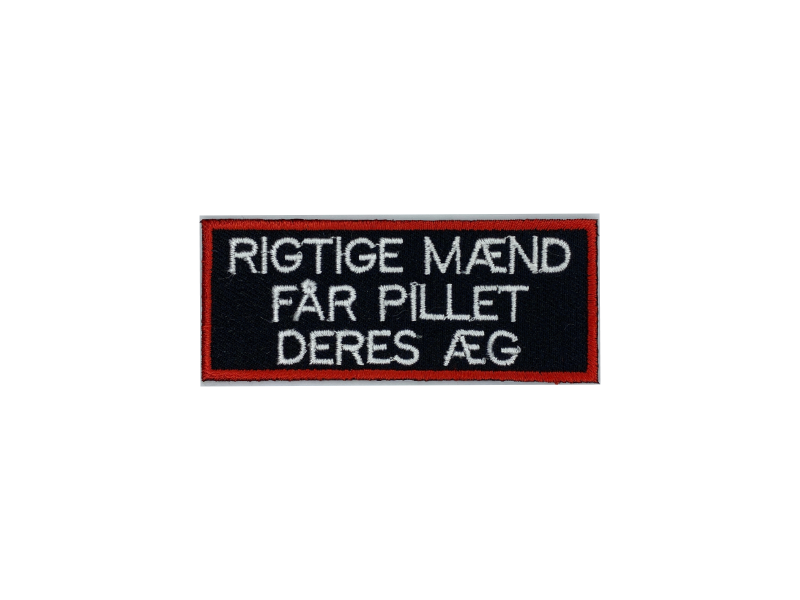 RIGTIGE MÆND
FÅR PILLET
DERES ÆG